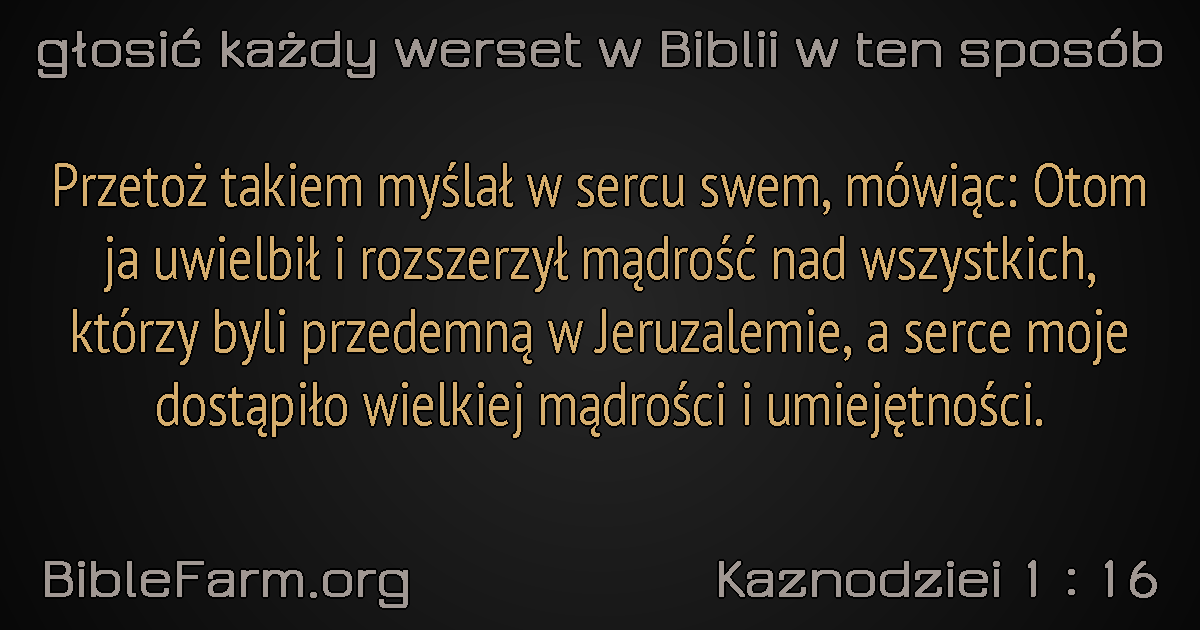 głosić każdy werset w Biblii w ten sposób
Przetoż takiem myślał w sercu swem, mówiąc: Otom
ja uwielbił i rozszerzył mądrość nad wszystkich,
którzy byli przedemną w Jeruzalemie, a serce moje
dostąpiło wielkiej mądrości i umiejętności.
BibleFarm.org
Kaznodziei 1 : 16